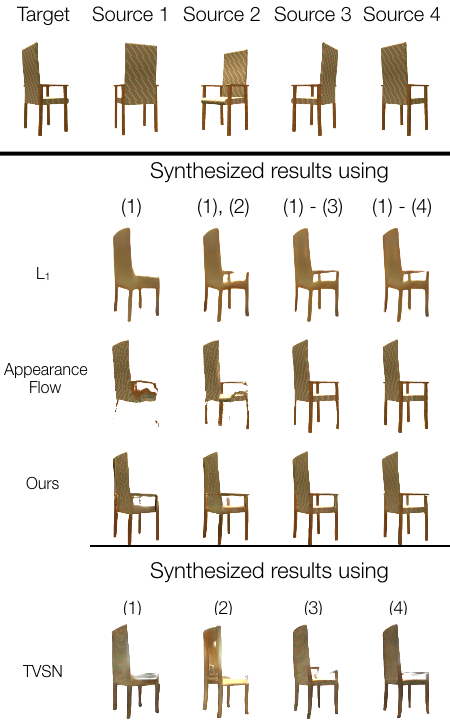 Target Source 1 Source 2 Source 3 Source 4
Synthesized results using
(1) (1), (2) (1) - (3) (1) - (4)
L₁
Appearance
Flow
Ours
Synthesized results using
(1) (2) (3) (4)
TVSN